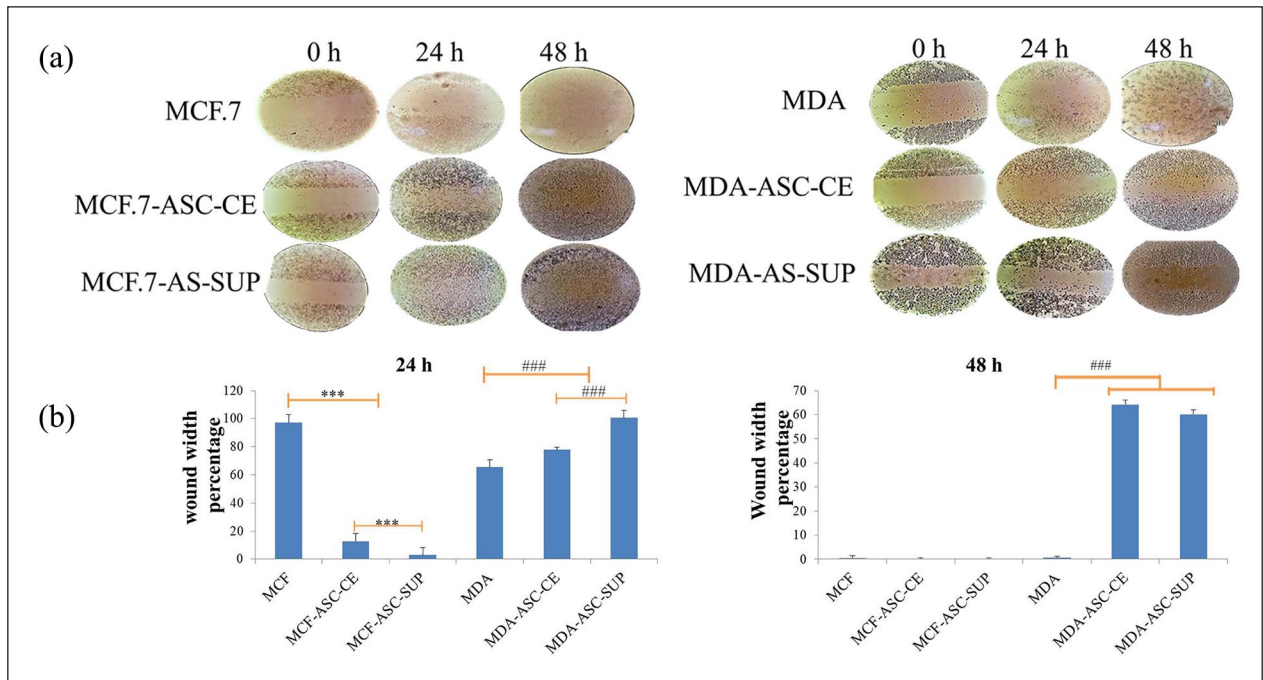 (a)
0 h 24 h 48 h
MCF.7
MCF.7-ASC-CE
MCF.7-AS-SUP
0 h 24 h 48 h
MDA
MDA-ASC-CE
MDA-AS-SUP
(b)
24 h
wound width
percentage
120
100
80
60
40
20
0
***
***
###
###
MCF
MCF-ASC-CE
MCF-ASC-SUP
MDA
MDA-ASC-CE
MDA-ASC-SUP
48 h
Wound width
percentage
70
60
50
40
30
20
10
0
###
MCF
MCF-ASC-CE
MCF-ASC-SUP
MDA
MDA-ASC-CE
MDA-ASC-SUP